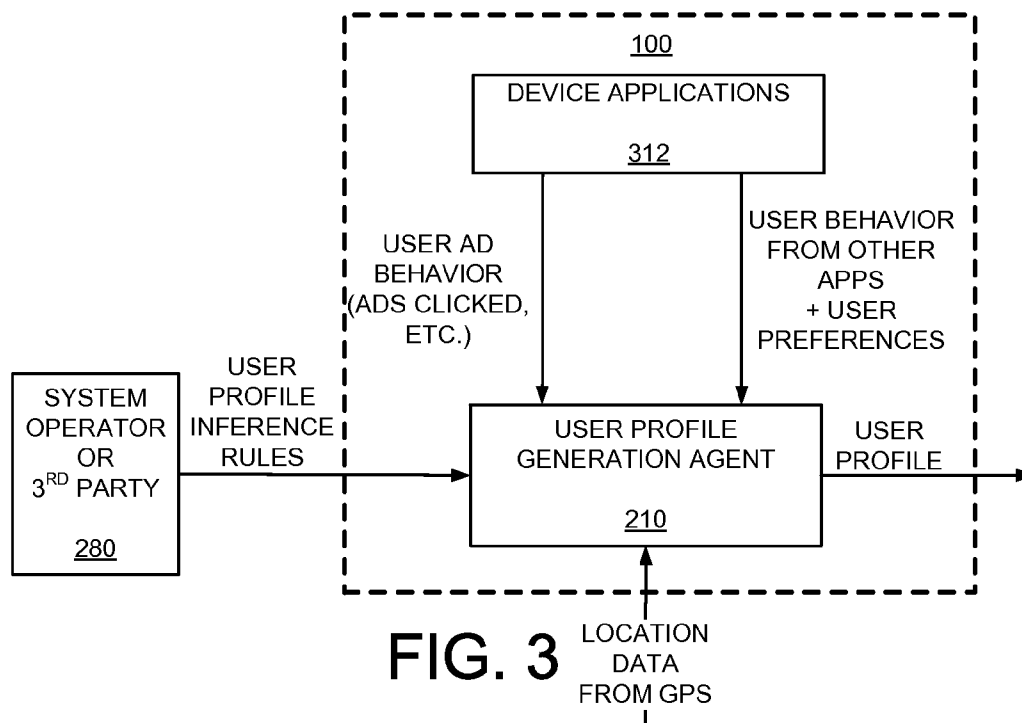 100
DEVICE APPLICATIONS
312
USER AD
BEHAVIOR
(ADS CLICKED,
ETC.)
USER BEHAVIOR
FROM OTHER
APPS
+ USER
PREFERENCES
SYSTEM
OPERATOR
OR
3RD PARTY
280
USER
PROFILE
INFERENCE
RULES
USER PROFILE
GENERATION AGENT
210
USER
PROFILE
FIG. 3
LOCATION
DATA
FROM GPS